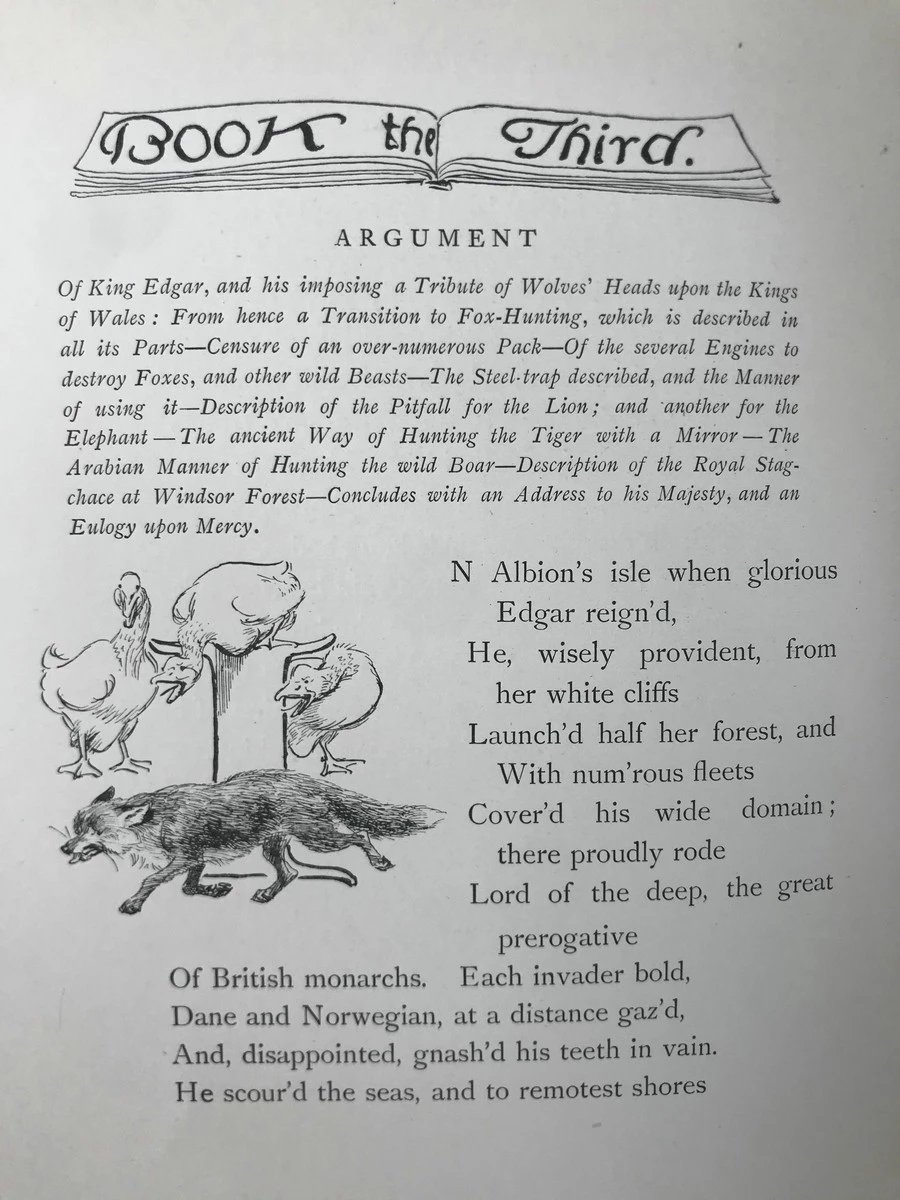 BOOK the Third.
ARGUMENT
Of King Edgar, and his imposing a Tribute of Wolves' Heads upon the Kings
of Wales: From hence a Transition to Fox-Hunting, which is described in
all its Parts—Censure of an over-numerous Pack—Of the several Engines to
destroy Foxes, and other wild Beasts—The Steel-trap described, and the Manner
of using it—Description of the Pitfall for the Lion; and another for the
Elephant—The ancient Way of Hunting the Tiger with a Mirror—The
Arabian Manner of Hunting the wild Boar—Description of the Royal Stag-
chace at Windsor Forest—Concludes with an Address to his Majesty, and an
Eulogy upon Mercy.
IN Albion's isle when glorious
Edgar reign'd,
He, wisely provident, from
her white cliffs
Launch'd half her forest, and
With num'rous fleets
Cover'd his wide domain;
there proudly rode
Lord of the deep, the great
prerogative
Of British monarchs. Each invader bold,
Dane and Norwegian, at a distance gaz'd,
And, disappointed, gnash'd his teeth in vain.
He scour'd the seas, and to remotest shores